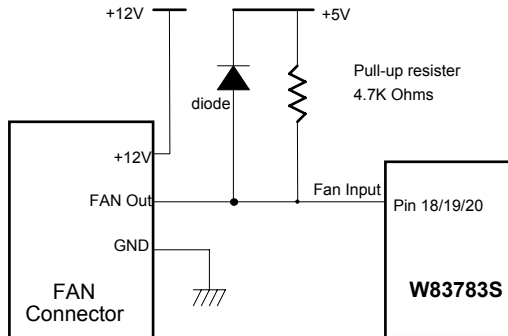 +12V
+5V
Pull-up resister
4.7K Ohms
diode
+12V
FAN Out
Fan Input
Pin 18/19/20
GND
FAN
Connector
W83783S